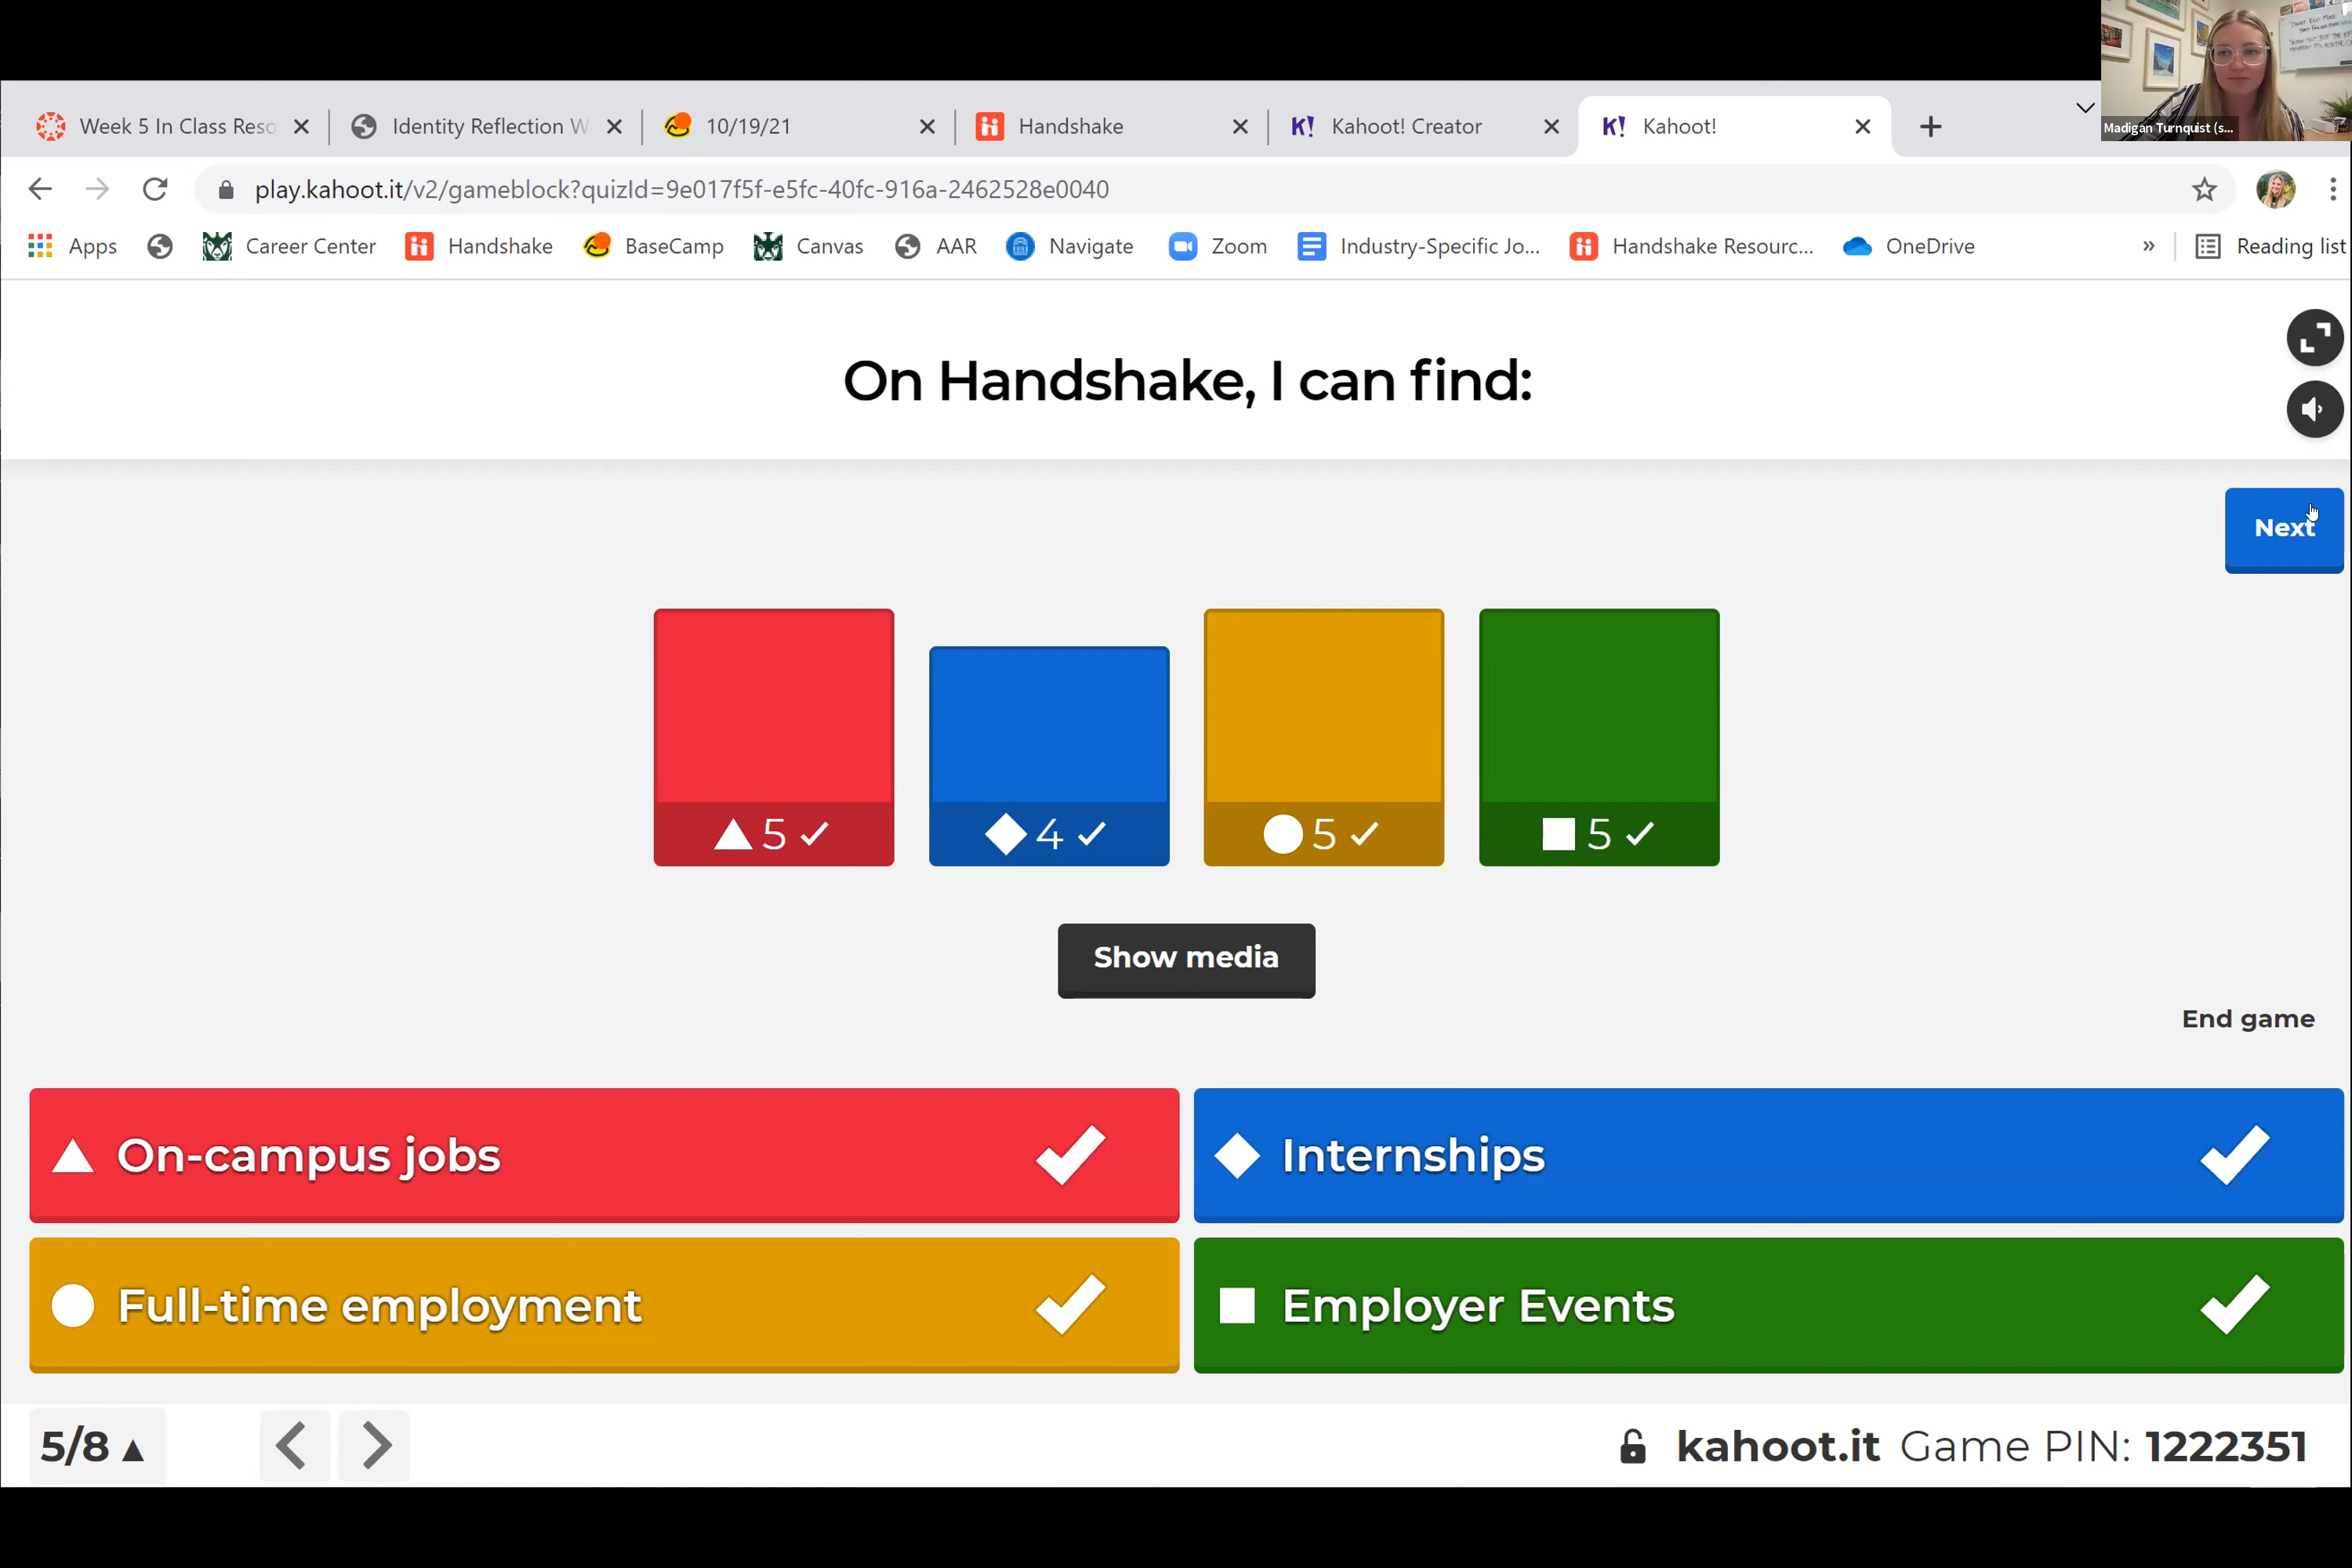 Madigan Turnquist (s...
Week 5 In Class Reso
Identity Reflection W
10/19/21
Handshake
K! Kahoot! Creator
K! Kahoot!
play.kahoot.it/v2/gameblock?quizId=9e017f5f-e5fc-40fc-916a-2462528e0040
Apps
Career Center
Handshake
BaseCamp
Canvas
AAR
Navigate
Zoom
Industry-Specific Jo...
Handshake Resourc...
OneDrive
»
Reading list
On Handshake, I can find:
Next
5
4
5
5
Show media
End game
On-campus jobs
Internships
Full-time employment
Employer Events
5/8
kahoot.it Game PIN: 1222351